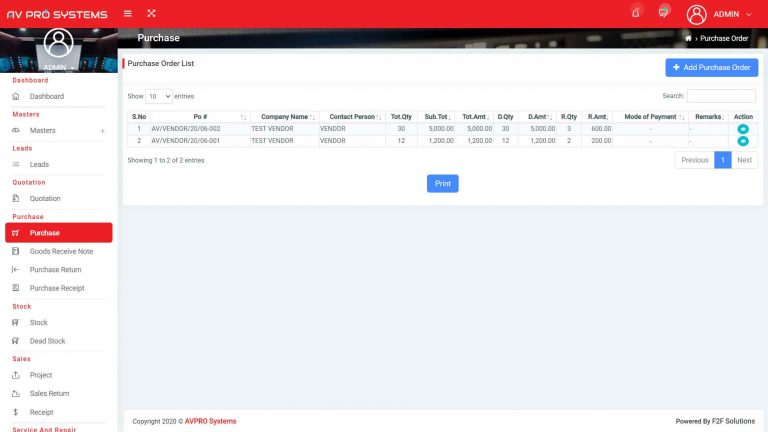 AV PRO SYSTEMS
ADMIN
Purchase
› Purchase Order
ADMIN
Dashboard
Dashboard
Masters
Masters +
Leads
Leads
Quotation
Quotation
Purchase
Purchase
Goods Receive Note
Purchase Return
Purchase Receipt
Stock
Stock
Dead Stock
Sales
Project
Sales Return
$ Receipt
Service And Repair
Purchase Order List
+ Add Purchase Order
Show 10 entries
Search:
S.No Po # Company Name Contact Person Tot.Qty Sub.Tot Tot.Amt D.Qty D.Amt R.Qty R.Amt Mode of Payment Remarks Action
1 AV/VENDOR/20/06-002 TEST VENDOR VENDOR 30 5,000.00 5,000.00 30 5,000.00 3 600.00 - -
2 AV/VENDOR/20/06-001 TEST VENDOR VENDOR 12 1,200.00 1,200.00 12 1,200.00 2 200.00 - -
Showing 1 to 2 of 2 entries
Previous 1 Next
Print
Copyright 2020 © AVPRO Systems
Powered By F2F Solutions